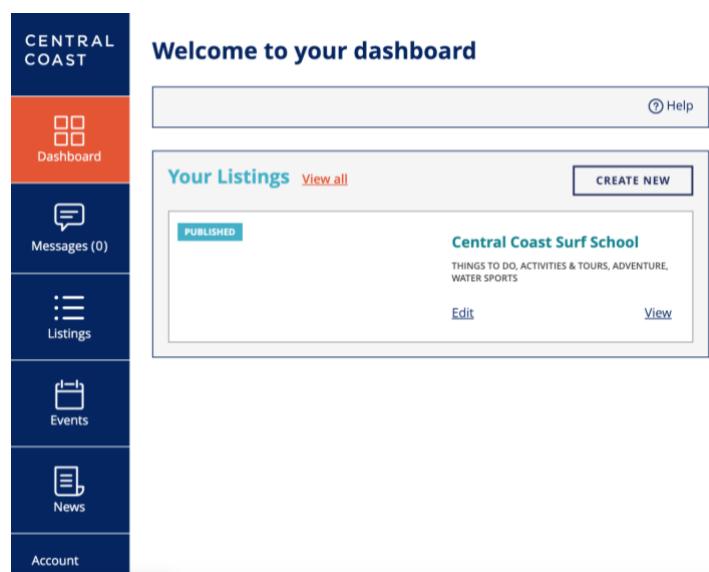 CENTRAL
COAST
Welcome to your dashboard
Help
Dashboard
Your Listings View all
CREATE NEW
PUBLISHED
Central Coast Surf School
THINGS TO DO, ACTIVITIES & TOURS, ADVENTURE,
WATER SPORTS
Edit View
Messages (0)
Listings
Events
News
Account